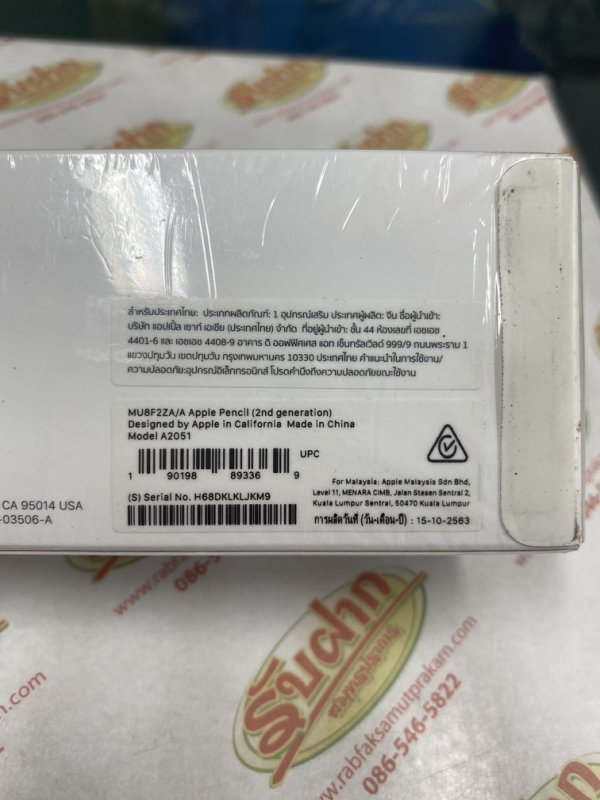 รับฝาก
สำหรับประเทศไทย: ประเภทผลิตภัณฑ์: 1 อุปกรณ์เสริม ประเทศผู้ผลิต: จีน ชื่อผู้นำเข้า:
บริษัท แอปเปิ้ล เซาท์ เอเชีย (ประเทศไทย) จำกัด ที่อยู่ผู้นำเข้า: ชั้น 44 ห้องเลขที่ เอชเอช
4401-6 และ เอชเอช 4408-9 อาคาร ดิ ออฟฟิศเศส แอท เซ็นทรัลเวิลด์ 999/9 ถนนพระราม 1
แขวงปทุมวัน เขตปทุมวัน กรุงเทพมหานคร 10330 ประเทศไทย คำแนะนำในการใช้งาน/
ความปลอดภัย:อุปกรณ์อิเล็กทรอนิกส์ โปรดคำนึงถึงความปลอดภัยขณะใช้งาน
MU8F2ZA/A Apple Pencil (2nd generation)
Designed by Apple in California Made in China
Model A2051
UPC
1 90198 89336 9
(S) Serial No. H68DKLKLJKM9
For Malaysia: Apple Malaysia Sdn Bhd,
Level 11, MENARA CIMB, Jalan Stesen Sentral 2,
Kuala Lumpur Sentral, 50470 Kuala Lumpur
การผลิตวันที่ (วัน-เดือน-ปี) : 15-10-2563
CA 95014 USA
-03506-A
รับฝาก
สมุทรปราการ
www.rabfaksamutprakarn.com
086-546-5822